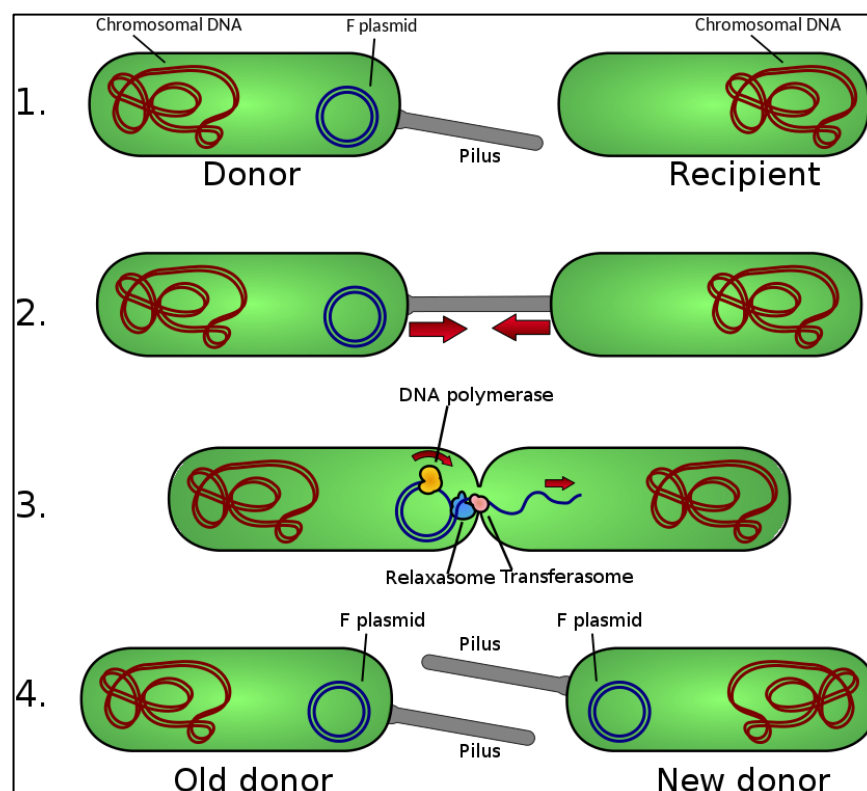 Chromosomal DNA
F plasmid
Chromosomal DNA
1.
Pilus
Donor
Recipient
2.
DNA polymerase
3.
Relaxasome
Transferasome
F plasmid
Pilus
F plasmid
4.
Pilus
Old donor
New donor